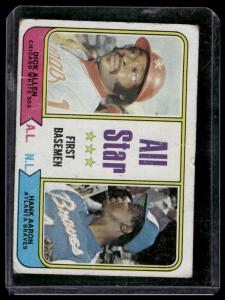 All
Star
FIRST
BASEMEN
DICK ALLEN
CHICAGO WHITE SOX
A.L.
N.L.
HANK AARON
ATLANTA BRAVES
Braves